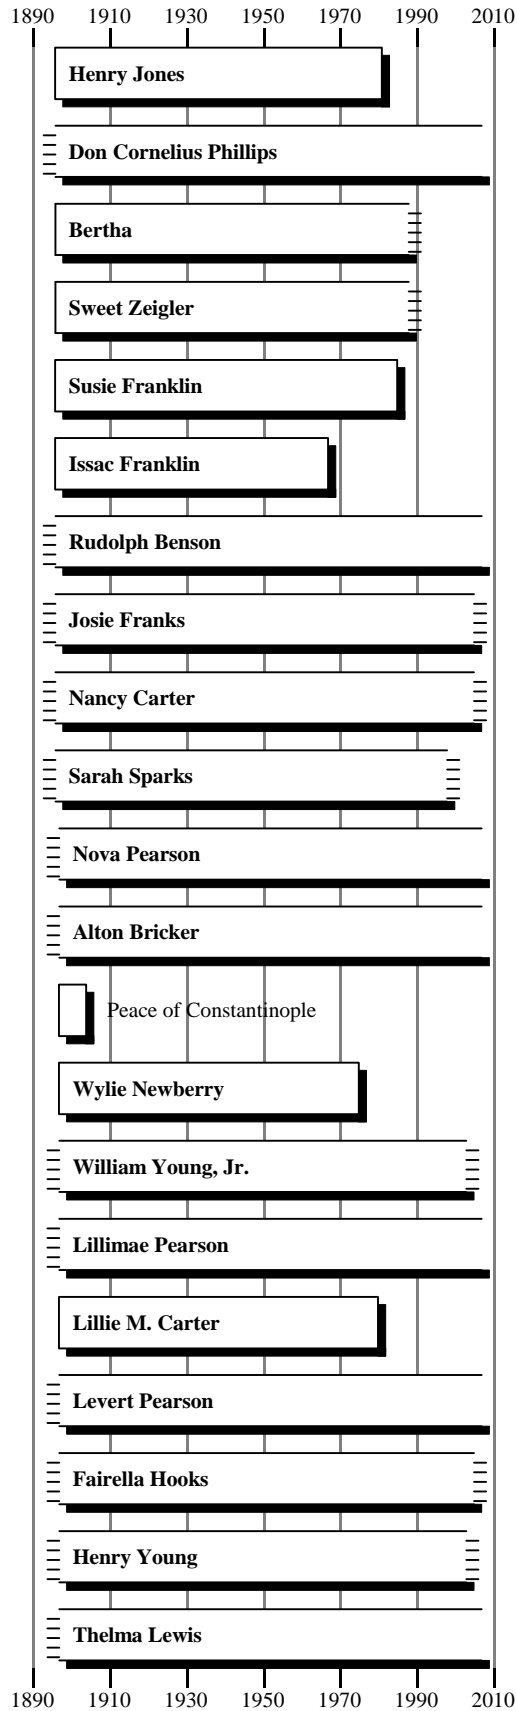 1890 1910 1930 1950 1970 1990 2010
Henry Jones
Don Cornelius Phillips
Bertha
Sweet Zeigler
Susie Franklin
Issac Franklin
Rudolph Benson
Josie Franks
Nancy Carter
Sarah Sparks
Nova Pearson
Alton Bricker
Peace of Constantinople
Wylie Newberry
William Young, Jr.
Lillimae Pearson
Lillie M. Carter
Levert Pearson
Fairella Hooks
Henry Young
Thelma Lewis
1890 1910 1930 1950 1970 1990 2010